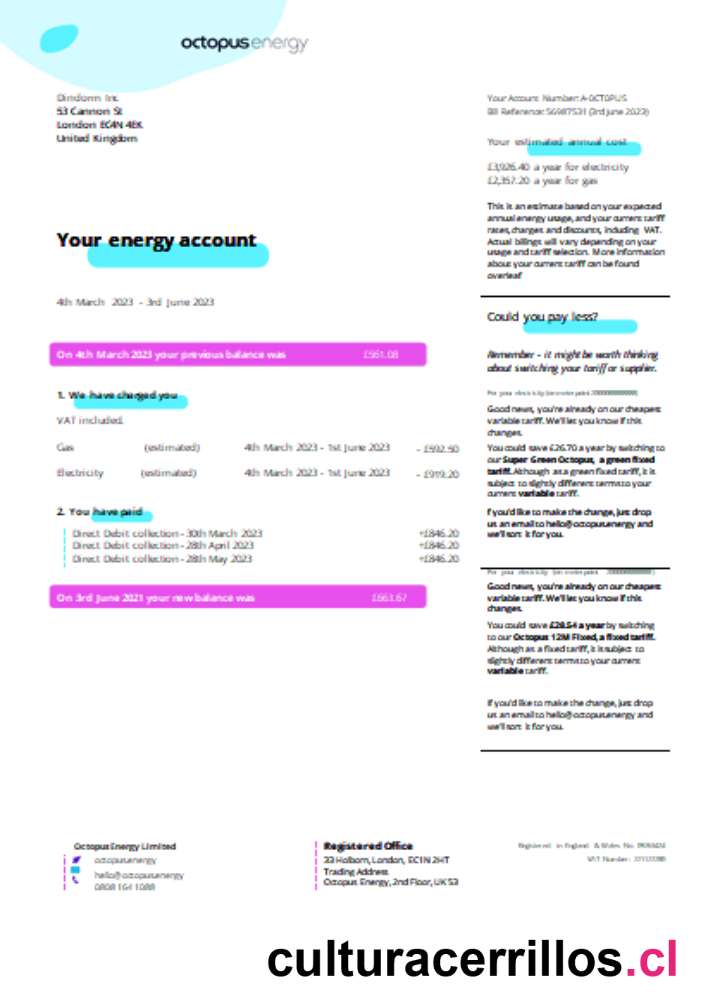 octopusenergy
Dindorm Inc
53 Cannon St
London EC4N 4EK
United Kingdom
Your energy account
4th March 2023 - 3rd June 2023
On 4th March 2023 your previous balance was £561.08
1. We have charged you
VAT included.
Gas (estimated) 4th March 2023 - 1st June 2023 - £592.50
Electricity (estimated) 4th March 2023 - 1st June 2023 - £919.20
2. You have paid
Direct Debit collection - 30th March 2023 +£846.20
Direct Debit collection - 28th April 2023 +£846.20
Direct Debit collection - 28th May 2023 +£846.20
On 3rd June 2021 your new balance was £663.67
Your Account Number: A-0CT0PUS
Bill Reference: 56987531 (3rd June 2023)
Your estimated annual cost
£3,926.40 a year for electricity
£2,357.20 a year for gas
This is an estimate based on your expected
annual energy usage, and your current tariff
rates, charges and discounts, including VAT.
Actual billings will vary depending on your
usage and tariff selection. More information
about your current tariff can be found
overleaf
Could you pay less?
Remember - it might be worth thinking
about switching your tariff or supplier.
For your electricity (on meterpoint
Good news, you're already on our cheapest
variable tariff. We'll let you know if this
changes.
You could save £26.70 a year by switching to
our Super Green Octopus, a green fixed
tariff. Although as a green fixed tariff, it is
subject to slightly different terms to your
current variable tariff.
If you'd like to make the change, just drop
us an email to hello@octopusenergy and
we'll sort it for you.
For your electricity (on meterpoint
Good news, you're already on our cheapest
variable tariff. We'll let you know if this
changes.
You could save £28.54 a year by switching
to our Octopus 12M Fixed, a fixed tariff.
Although as a fixed tariff, it is subject to
slightly different terms to your current
variable tariff.
If you'd like to make the change, just drop
us an email to hello@octopusenergy and
we'll sort it for you.
Octopus Energy Limited
octopusenergy
hello@octopusenergy
0808 164 1088
Registered Office
33 Holborn, London, EC1N 2HT
Trading Address
Octopus Energy, 2nd Floor, UK S3
Registered in England & Wales No.
VAT Number:
culturacerrillos.cl